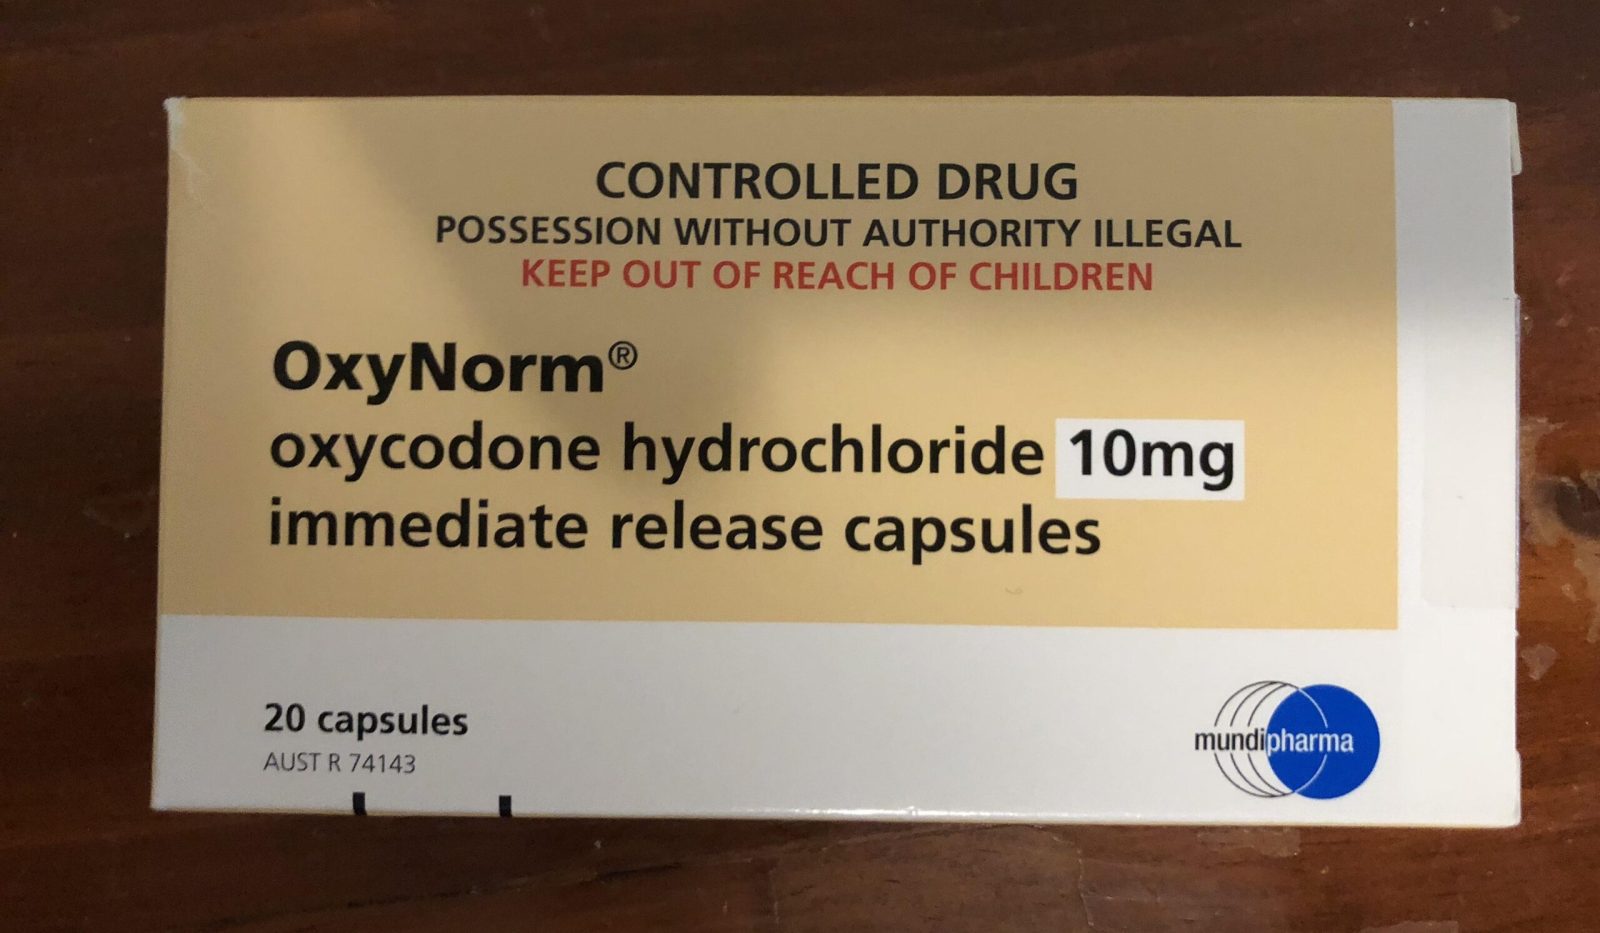 CONTROLLED DRUG
POSSESSION WITHOUT AUTHORITY ILLEGAL
KEEP OUT OF REACH OF CHILDREN
OxyNorm®
oxycodone hydrochloride 10mg
immediate release capsules
20 capsules
AUST R 74143
mundipharma